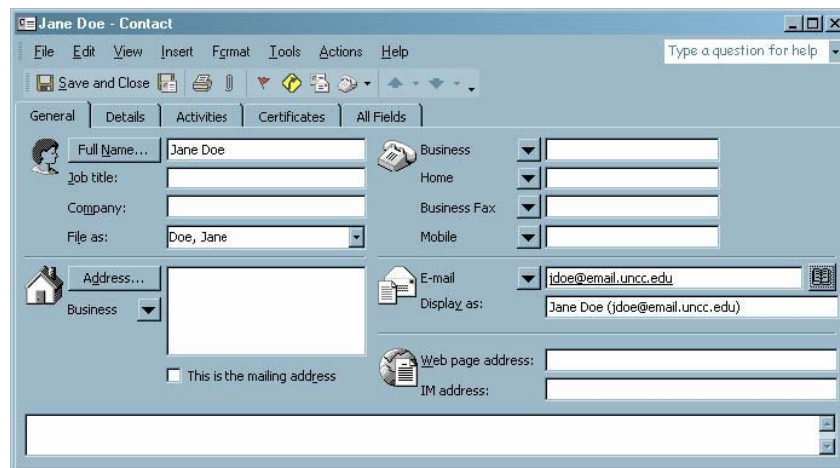 Jane Doe - Contact
File Edit View Insert Format Tools Actions Help Type a question for help
Save and Close
General Details Activities Certificates All Fields
Full Name... Jane Doe
Job title:
Company:
File as: Doe, Jane
Business
Home
Business Fax
Mobile
Address...
Business
This is the mailing address
E-mail jdoe@email.uncc.edu
Display as: Jane Doe (jdoe@email.uncc.edu)
Web page address:
IM address: